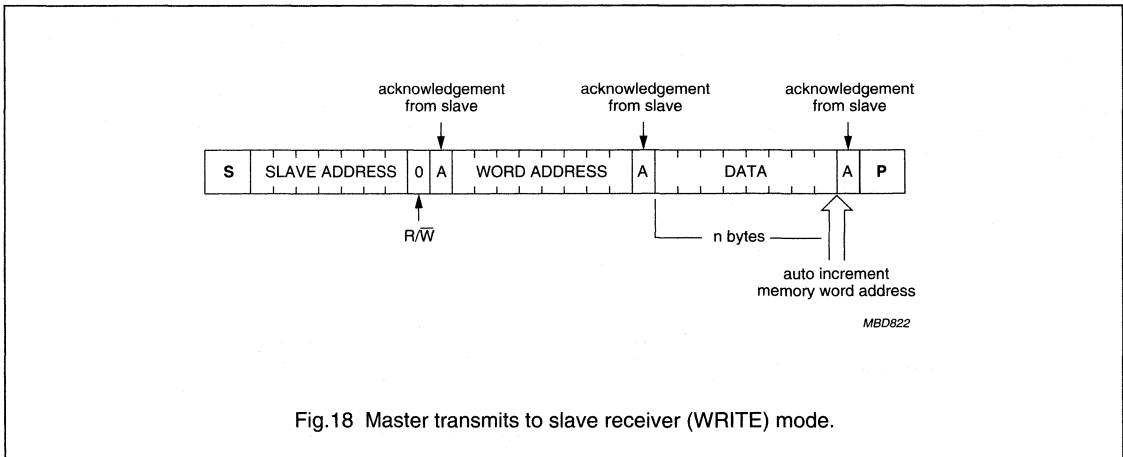 acknowledgement from slave
acknowledgement from slave
acknowledgement from slave
S SLAVE ADDRESS 0 A WORD ADDRESS A DATA A P
R/W̅
n bytes
auto increment
memory word address
MBD822
Fig.18 Master transmits to slave receiver (WRITE) mode.